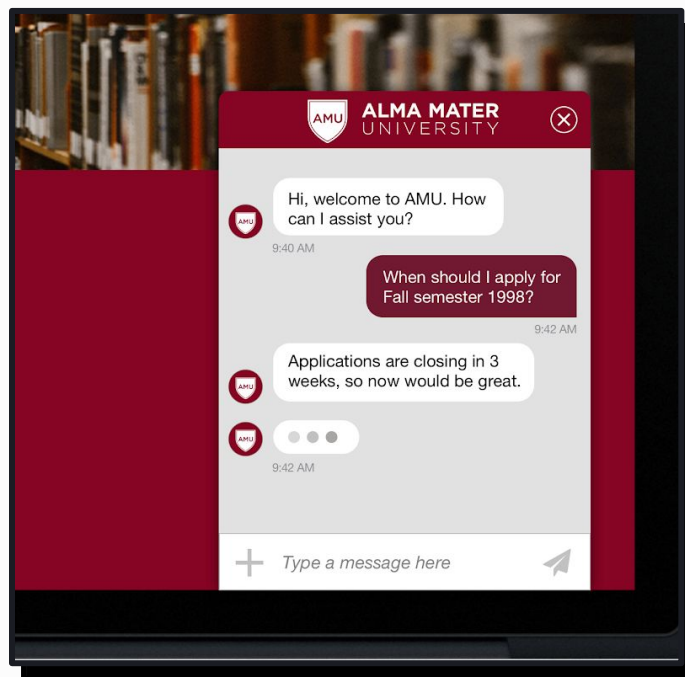 AMU
ALMA MATER
UNIVERSITY
Hi, welcome to AMU. How
can I assist you?
AMU
9:40 AM
When should I apply for
Fall semester 1998?
9:42 AM
Applications are closing in 3
weeks, so now would be great.
AMU
AMU
9:42 AM
Type a message here